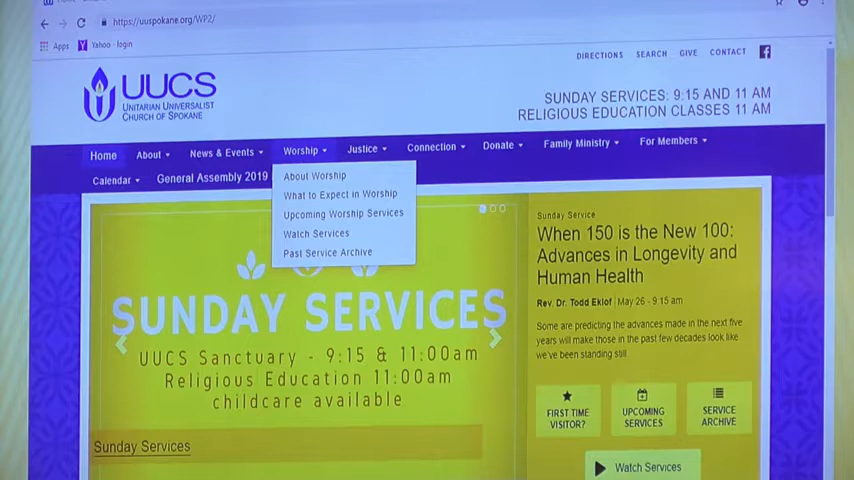 https://uuspokane.org/WP2/
Apps Yahoo - login
DIRECTIONS SEARCH GIVE CONTACT
UUCS
UNITARIAN UNIVERSALIST
CHURCH OF SPOKANE
SUNDAY SERVICES: 9:15 AND 11 AM
RELIGIOUS EDUCATION CLASSES 11 AM
Home About News & Events Worship Justice Connection Donate Family Ministry For Members
Calendar General Assembly 2019
About Worship
What to Expect in Worship
Upcoming Worship Services
Watch Services
Past Service Archive
SUNDAY SERVICES
UUCS Sanctuary - 9:15 & 11:00am
Religious Education 11:00am
childcare available
Sunday Services
Sunday Service
When 150 is the New 100:
Advances in Longevity and
Human Health
Rev. Dr. Todd Eklof May 26 - 9:15 am
Some are predicting the advances made in the next five
years will make those in the past few decades look like
we've been standing still.
FIRST TIME
VISITOR?
UPCOMING
SERVICES
SERVICE
ARCHIVE
Watch Services